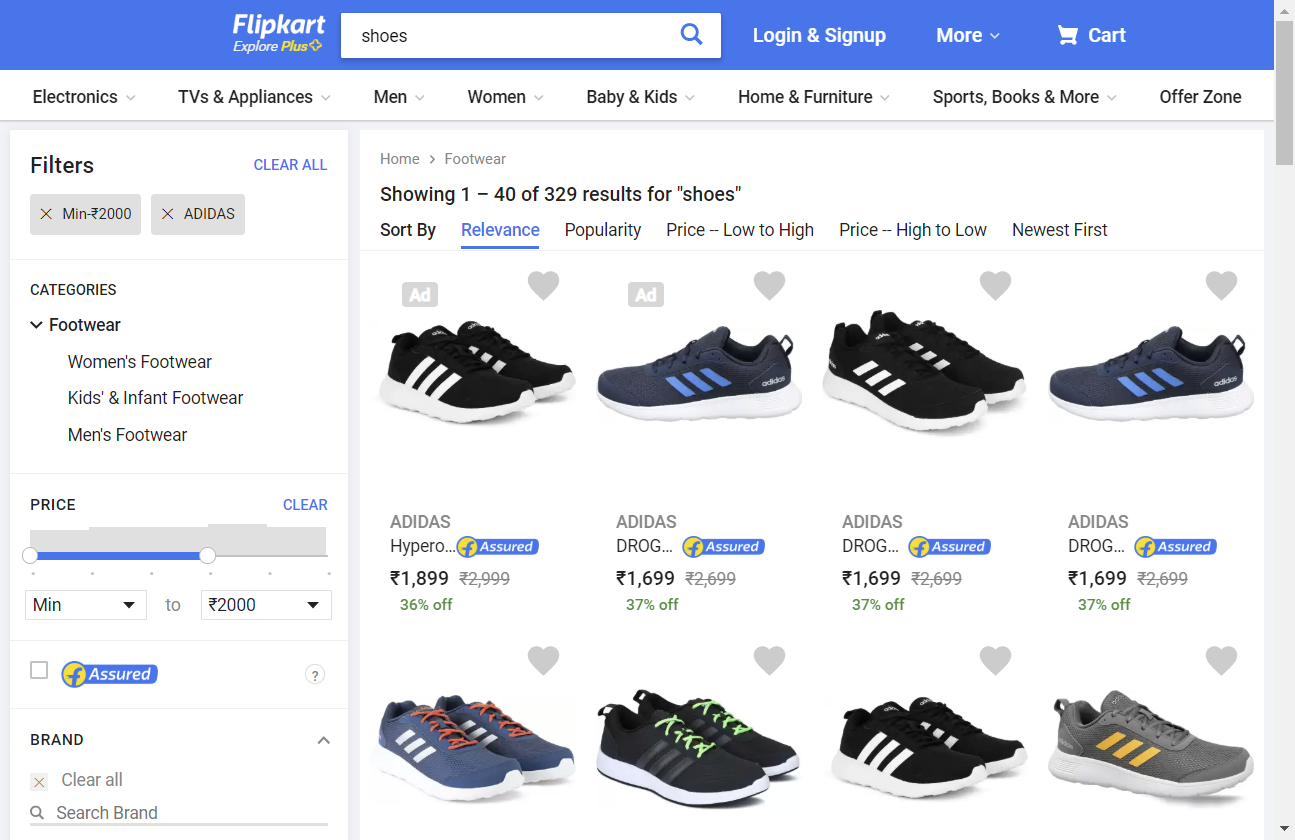 Flipkart
Explore Plus
shoes
Login & Signup
More
Cart
Electronics
TVs & Appliances
Men
Women
Baby & Kids
Home & Furniture
Sports, Books & More
Offer Zone
Filters
CLEAR ALL
Min-₹2000
ADIDAS
CATEGORIES
Footwear
Women's Footwear
Kids' & Infant Footwear
Men's Footwear
PRICE
CLEAR
Min
to
₹2000
f Assured
?
BRAND
Clear all
Search Brand
Home
Footwear
Showing 1 – 40 of 329 results for "shoes"
Sort By
Relevance
Popularity
Price -- Low to High
Price -- High to Low
Newest First
Ad
Ad
adidas
adidas
ADIDAS
Hypero...
f Assured
₹1,899 ₹2,999
36% off
ADIDAS
DROG...
f Assured
₹1,699 ₹2,699
37% off
ADIDAS
DROG...
f Assured
₹1,699 ₹2,699
37% off
ADIDAS
DROG...
f Assured
₹1,699 ₹2,699
37% off